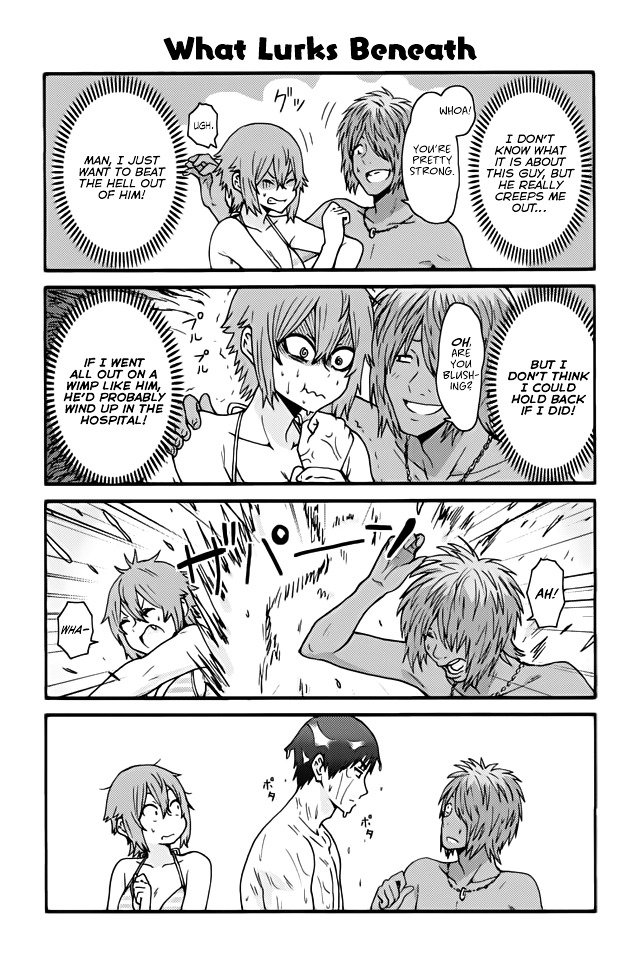 What Lurks Beneath
I DON'T
KNOW WHAT
IT IS ABOUT
THIS GUY, BUT
HE REALLY
CREEPS ME
OUT...
WHOA!
YOU'RE
PRETTY
STRONG.
グッ
UGH.
MAN, I JUST
WANT TO BEAT
THE HELL OUT
OF HIM!
BUT I
DON'T THINK
I COULD
HOLD BACK
IF I DID!
OH,
ARE YOU
BLUSH-
ING?
プルプル
IF I WENT
ALL OUT ON A
WIMP LIKE HIM,
HE'D PROBABLY
WIND UP IN THE
HOSPITAL!
AH!
ザパーーン!
WHA-
ポタ
ポタ